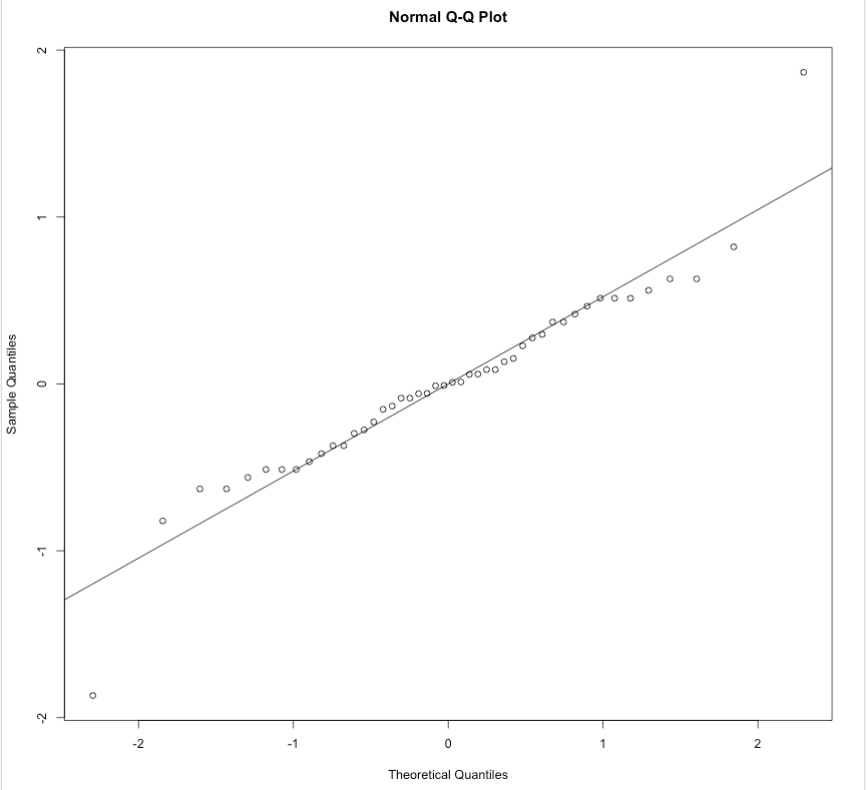 Normal Q-Q Plot
2
1
0
-1
-2
Sample Quantiles
-2 -1 0 1 2
Theoretical Quantiles